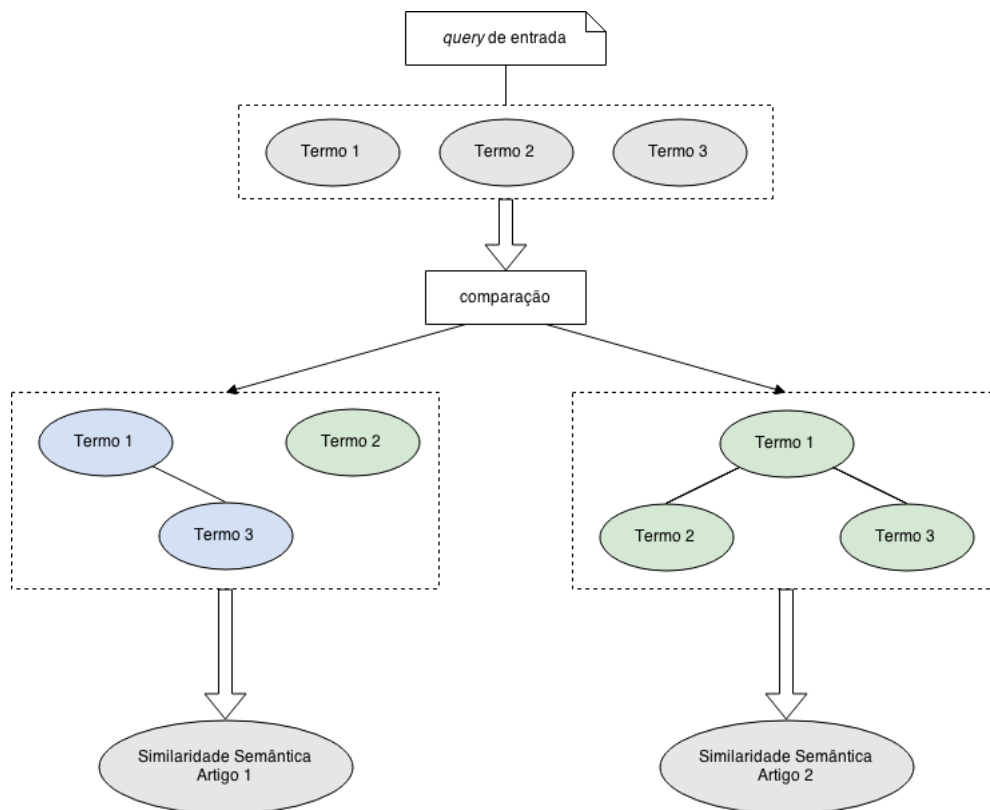 query de entrada
Termo 1
Termo 2
Termo 3
comparação
Termo 1
Termo 2
Termo 3
Termo 1
Termo 2
Termo 3
Similaridade Semântica
Artigo 1
Similaridade Semântica
Artigo 2